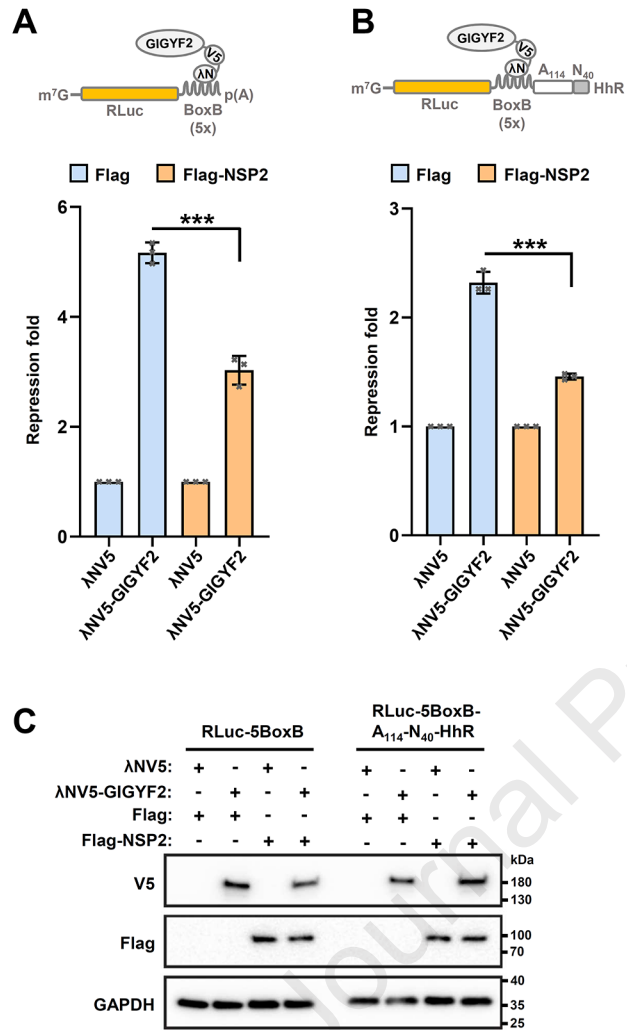 A
GIGYF2
V5
λN
m⁷G
p(A)
RLuc
BoxB
(5x)
Flag
Flag-NSP2
6
4
2
0
Repression fold
***
λNV5
λNV5-GIGYF2
λNV5
λNV5-GIGYF2
B
GIGYF2
V5
λN
A₁₁₄
N₄₀
m⁷G
HhR
RLuc
BoxB
(5x)
Flag
Flag-NSP2
3
2
1
0
Repression fold
***
λNV5
λNV5-GIGYF2
λNV5
λNV5-GIGYF2
C
RLuc-5BoxB
RLuc-5BoxB-
A₁₁₄-N₄₀-HhR
λNV5: + - + - + - + -
λNV5-GIGYF2: - + - + - + - +
Flag: + + - - + + - -
Flag-NSP2: - - + + - - + +
kDa
V5
180
130
Flag
100
70
GAPDH
40
35
25
Journal P